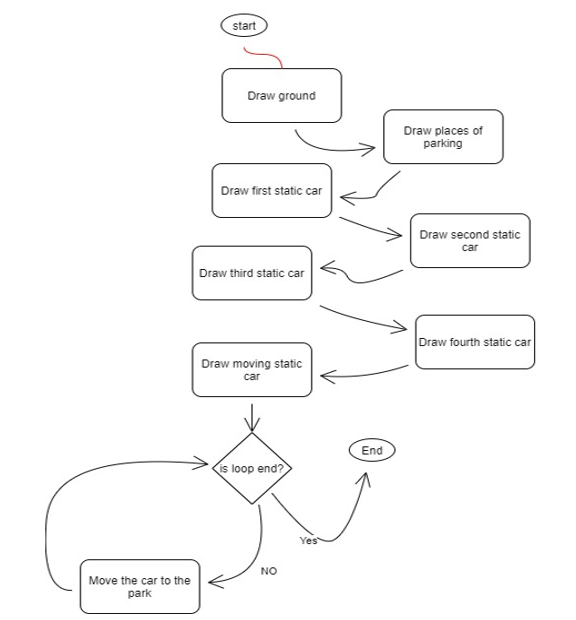 start
Draw ground
Draw places of
parking
Draw first static car
Draw second static
car
Draw third static car
Draw fourth static car
Draw moving static
car
is loop end?
End
Yes
NO
Move the car to the
park